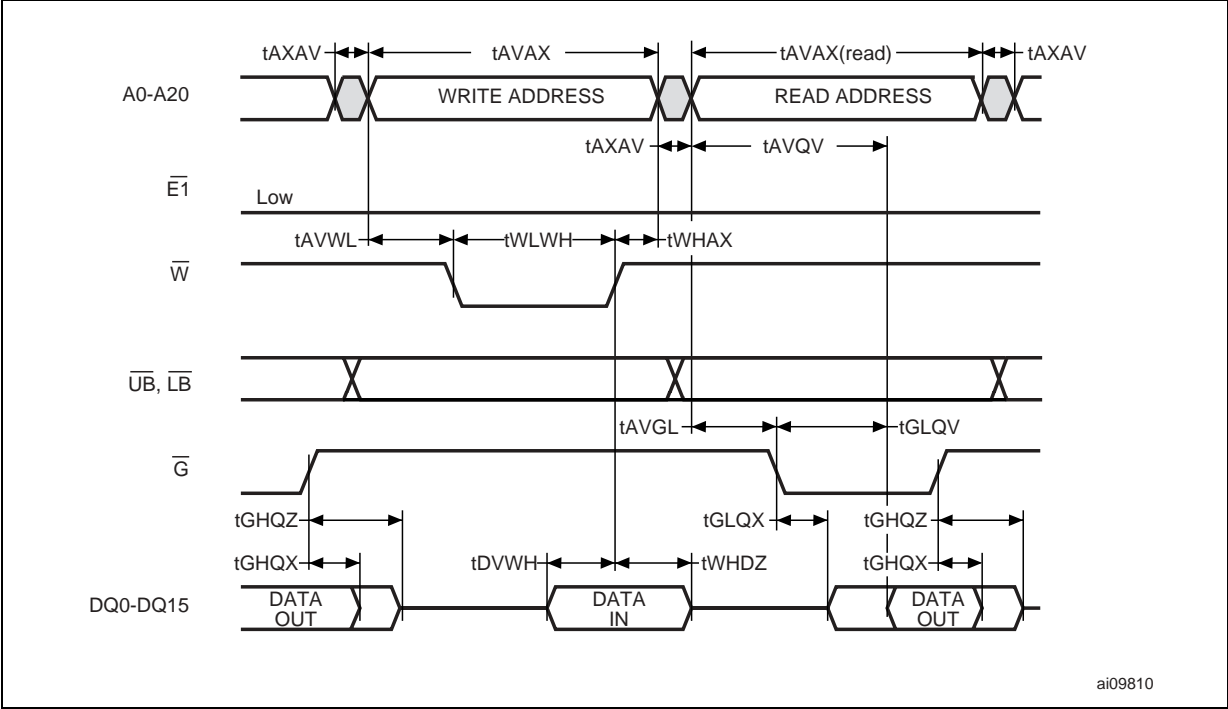 tAXAV tAVAX tAVAX(read) tAXAV
A0-A20 WRITE ADDRESS READ ADDRESS
tAXAV tAVQV
E1 Low
tAVWL tWLWH tWHAX
W
UB, LB
tAVGL tGLQV
G
tGHQZ tGLQX tGHQZ
tGHQX tDVWH tWHDZ tGHQX
DQ0-DQ15 DATA OUT DATA IN DATA OUT
ai09810